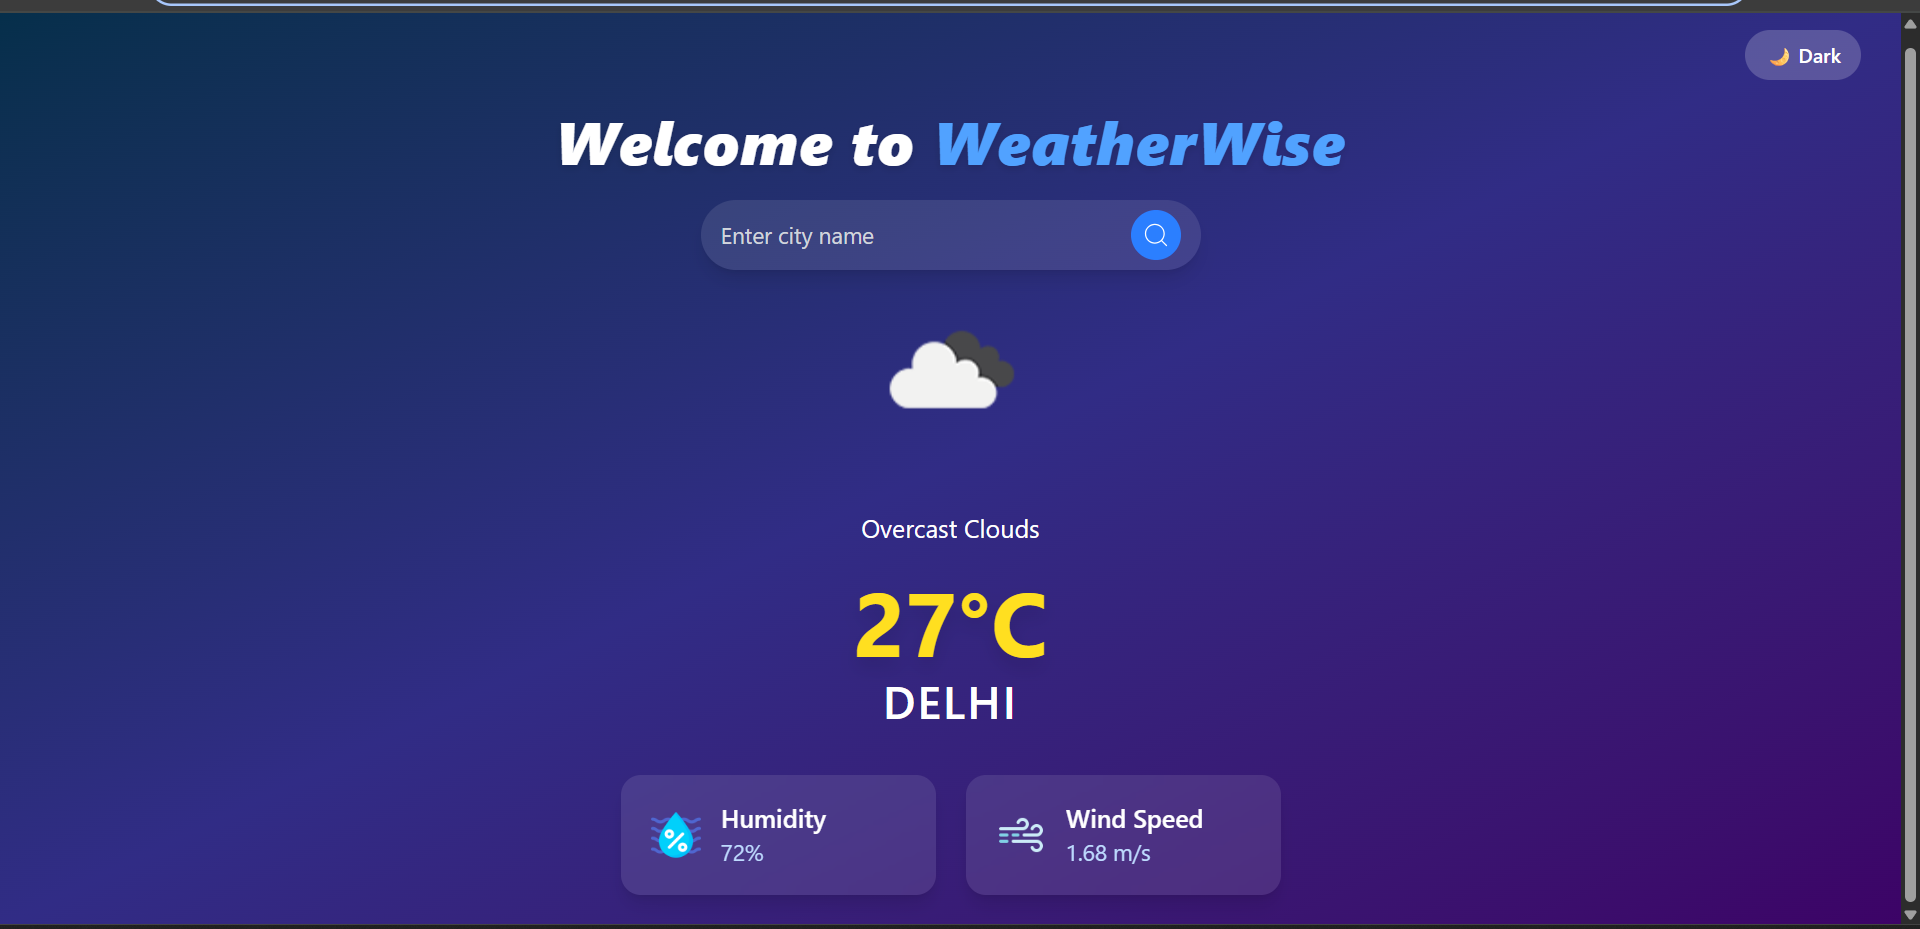 Dark
Welcome to WeatherWise
Enter city name
Overcast Clouds
27°C
DELHI
Humidity
72%
Wind Speed
1.68 m/s